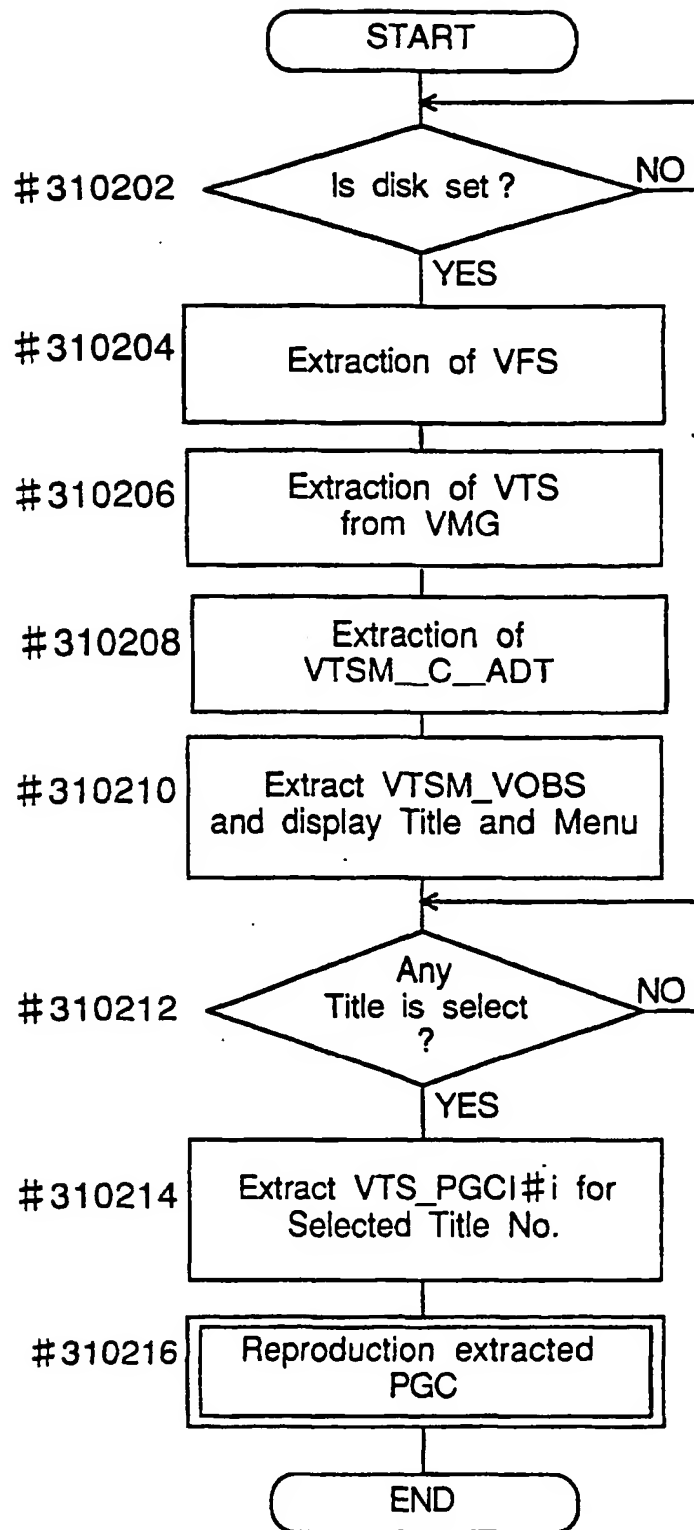 START
#310202
Is disk set ?
NO
YES
#310204
Extraction of VFS
#310206
Extraction of VTS
from VMG
#310208
Extraction of
VTSM__C__ADT
#310210
Extract VTSM_VOBS
and display Title and Menu
Any
#310212
Title is select
NO
?
YES
#310214
Extract VTS_PGCI#i for
Selected Title No.
#310216
Reproduction extracted
PGC
END